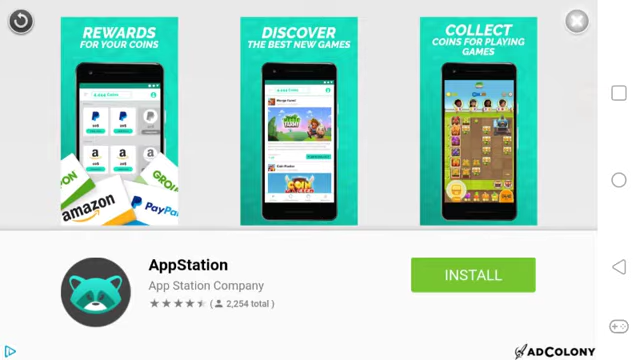 REWARDS
FOR YOUR COINS
DISCOVER
THE BEST NEW GAMES
COLLECT
COINS FOR PLAYING
GAMES
amazon
PayPal
AppStation
App Station Company
2,254 total
INSTALL
ADCOLONY